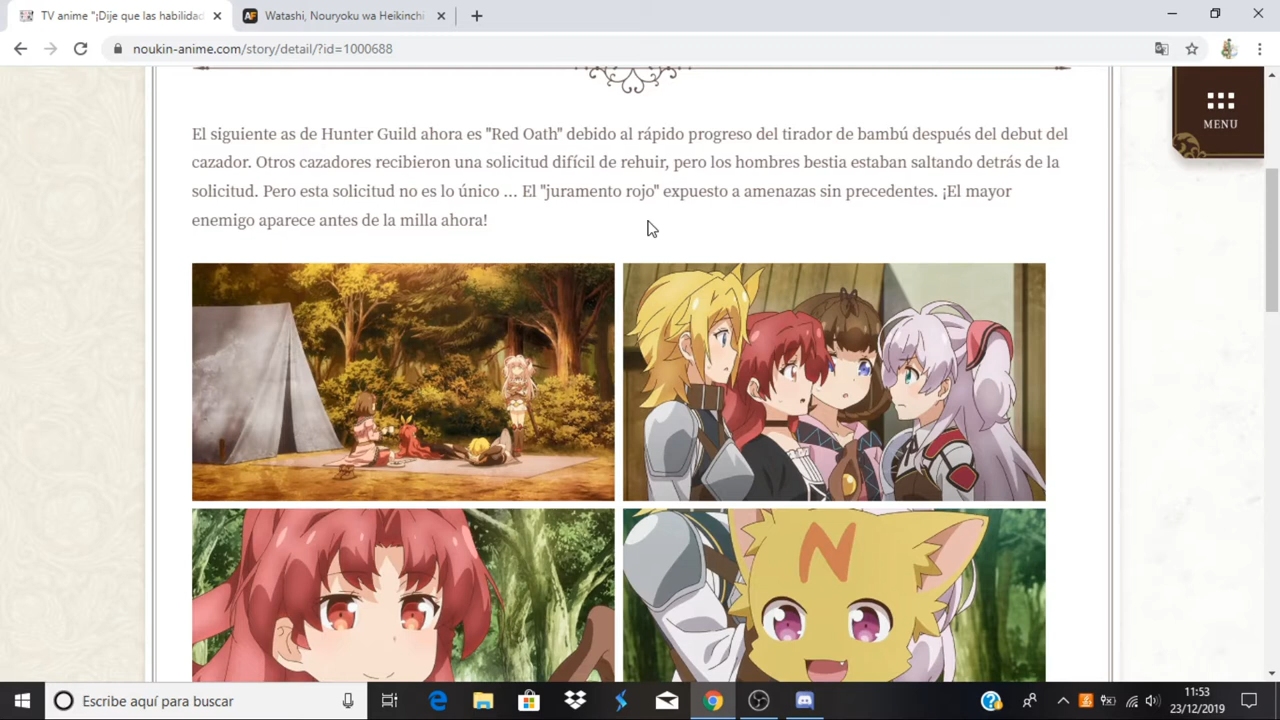 TV anime "¡Dije que las habilidad
Watashi, Nouryoku wa Heikinchi
noukin-anime.com/story/detail/?id=1000688
MENU
El siguiente as de Hunter Guild ahora es "Red Oath" debido al rápido progreso del tirador de bambú después del debut del
cazador. Otros cazadores recibieron una solicitud difícil de rehuir, pero los hombres bestia estaban saltando detrás de la
solicitud. Pero esta solicitud no es lo único ... El "juramento rojo" expuesto a amenazas sin precedentes. ¡El mayor
enemigo aparece antes de la milla ahora!
N
Escribe aquí para buscar
11:53
23/12/2019